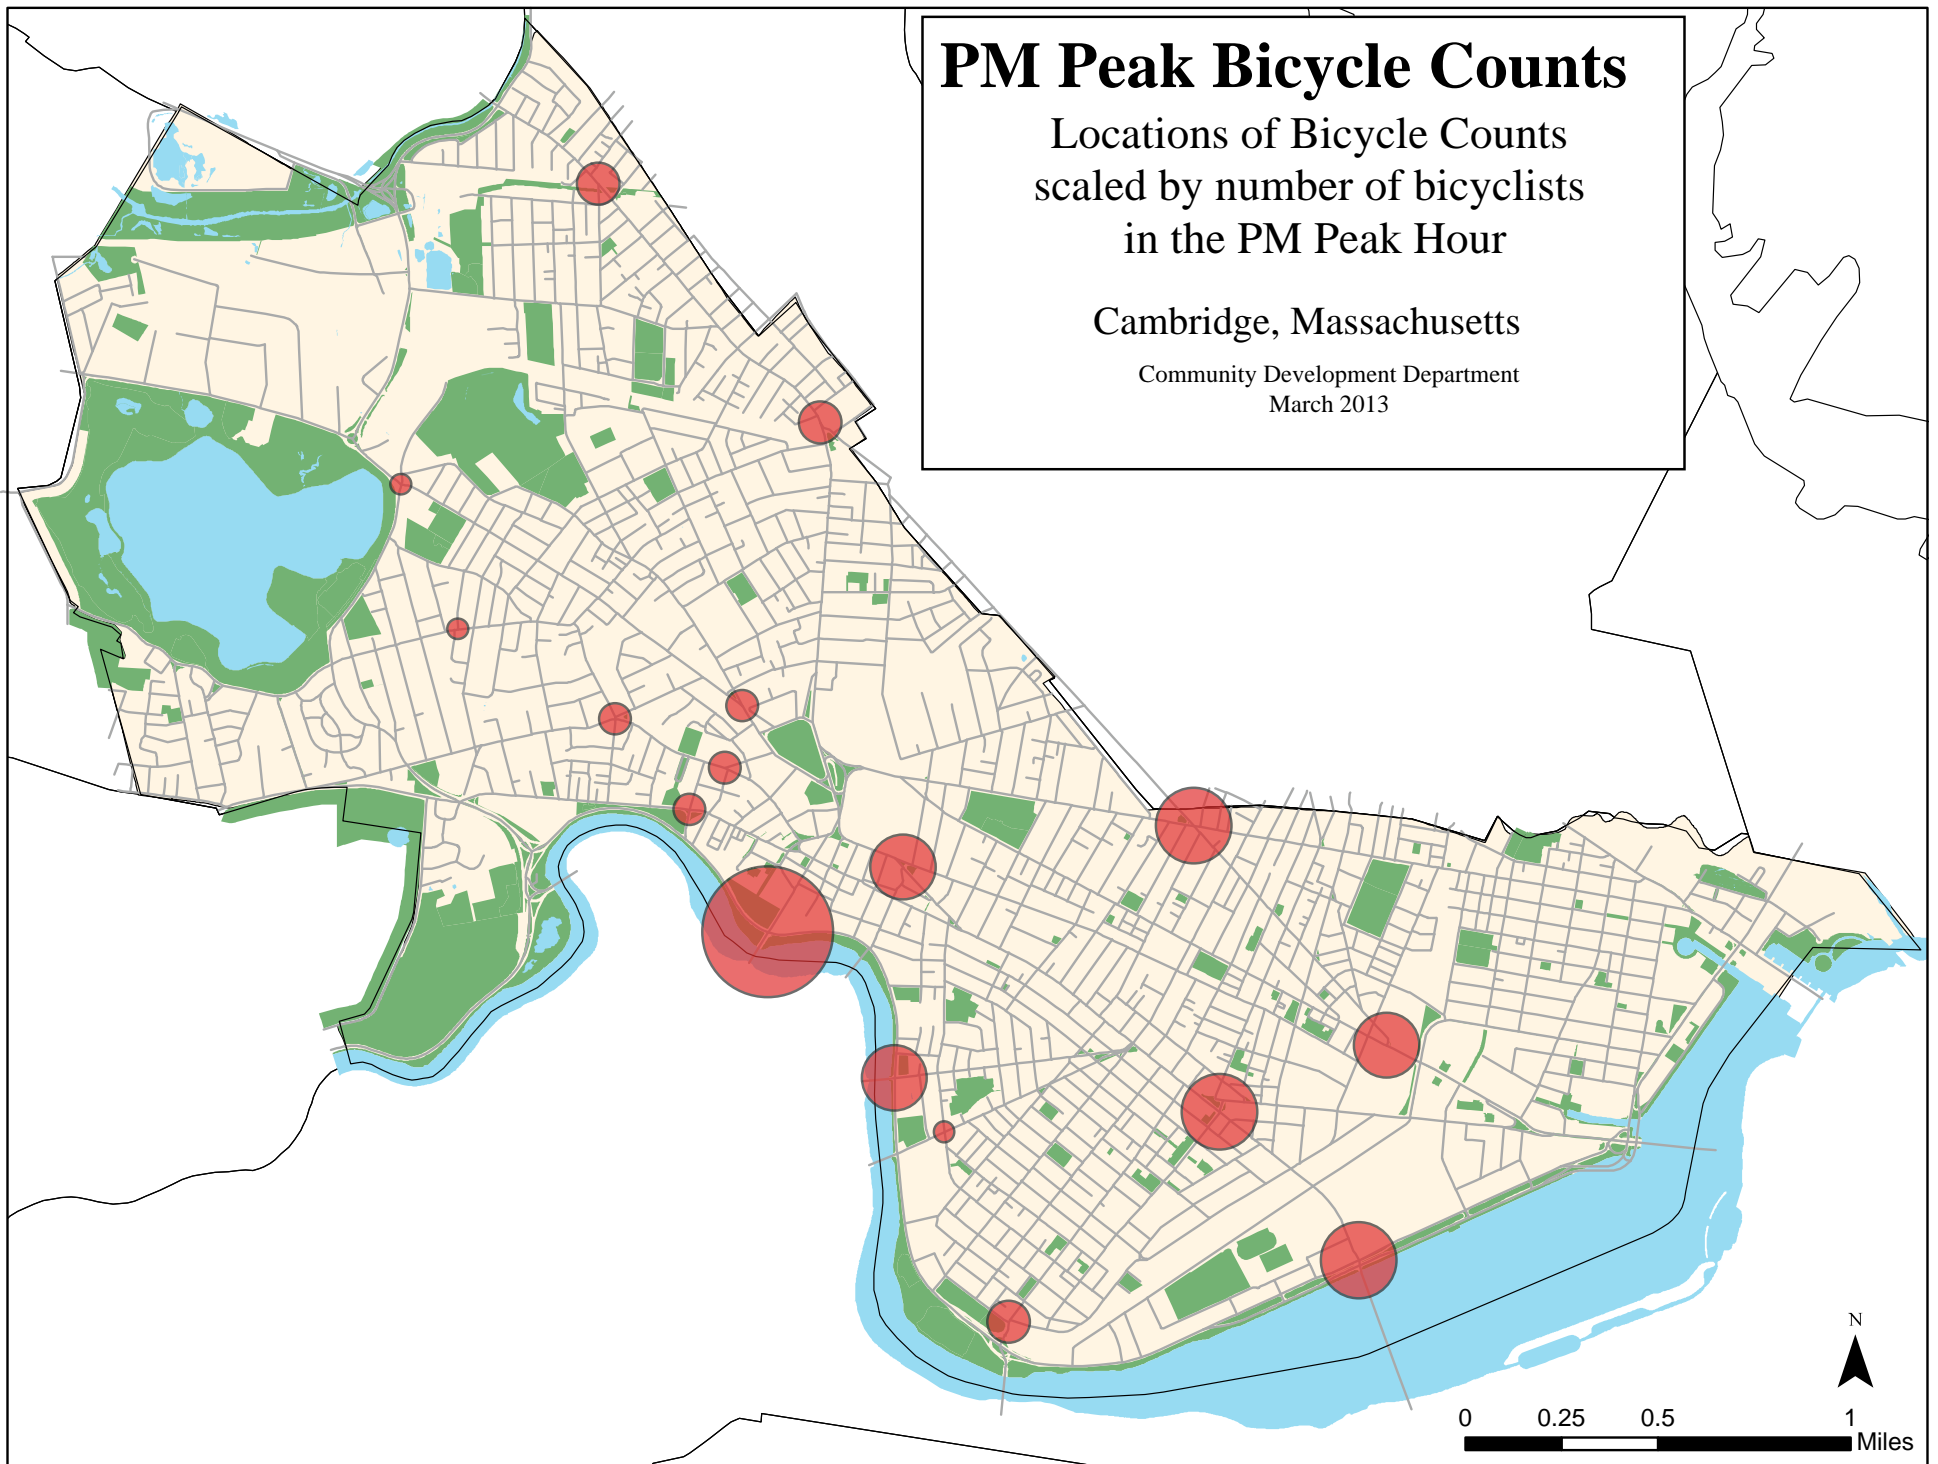 PM Peak Bicycle Counts
Locations of Bicycle Counts
scaled by number of bicyclists
in the PM Peak Hour
Cambridge, Massachusetts
Community Development Department
March 2013
N
0 0.25 0.5 1
Miles